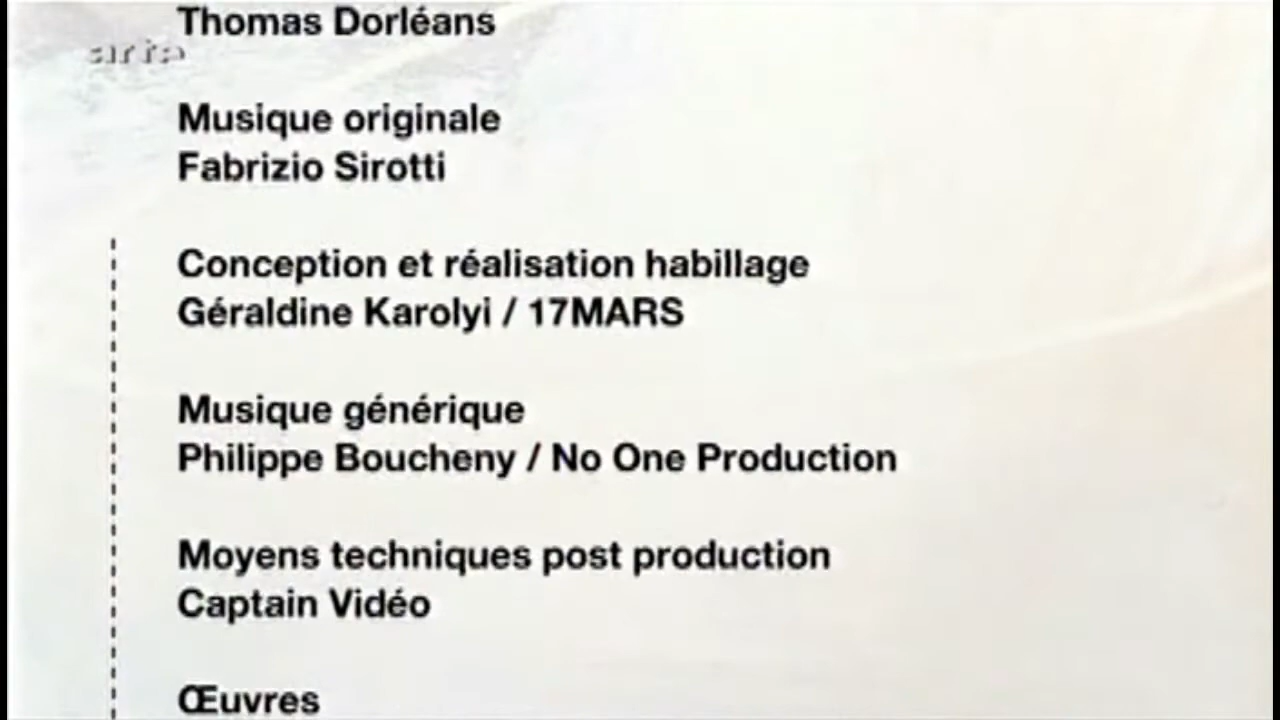 Thomas Dorléans
arte
Musique originale
Fabrizio Sirotti
Conception et réalisation habillage
Géraldine Karolyi / 17MARS
Musique générique
Philippe Boucheny / No One Production
Moyens techniques post production
Captain Vidéo
Œuvres